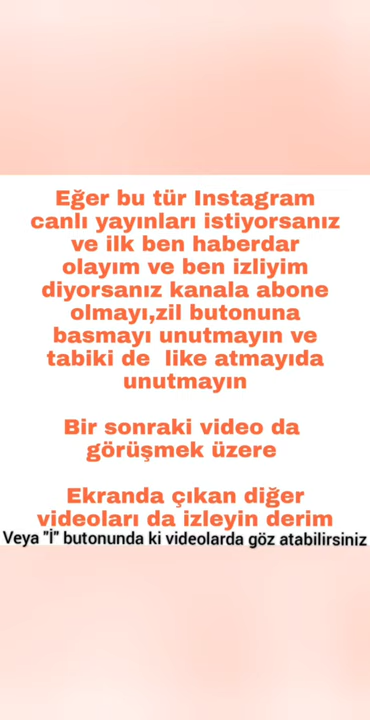 Eğer bu tür Instagram
canlı yayınları istiyorsanız
ve ilk ben haberdar
olayım ve ben izliyim
diyorsanız kanala abone
olmayı,zil butonuna
basmayı unutmayın ve
tabiki de like atmayıda
unutmayın
Bir sonraki video da
görüşmek üzere
Ekranda çıkan diğer
videoları da izleyin derim
Veya "İ" butonunda ki videolarda göz atabilirsiniz